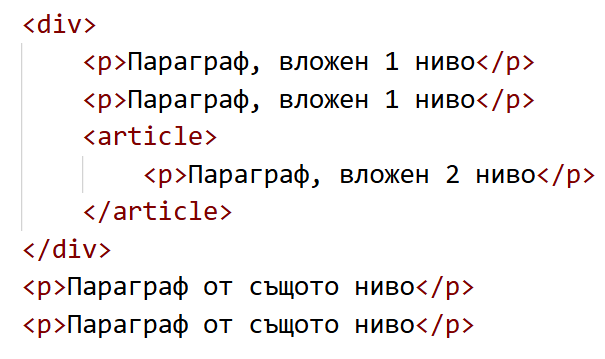 <div>
<p>Параграф, вложен 1 ниво</p>
<p>Параграф, вложен 1 ниво</p>
<article>
<p>Параграф, вложен 2 ниво</p>
</article>
</div>
<p>Параграф от същото ниво</p>
<p>Параграф от същото ниво</p>